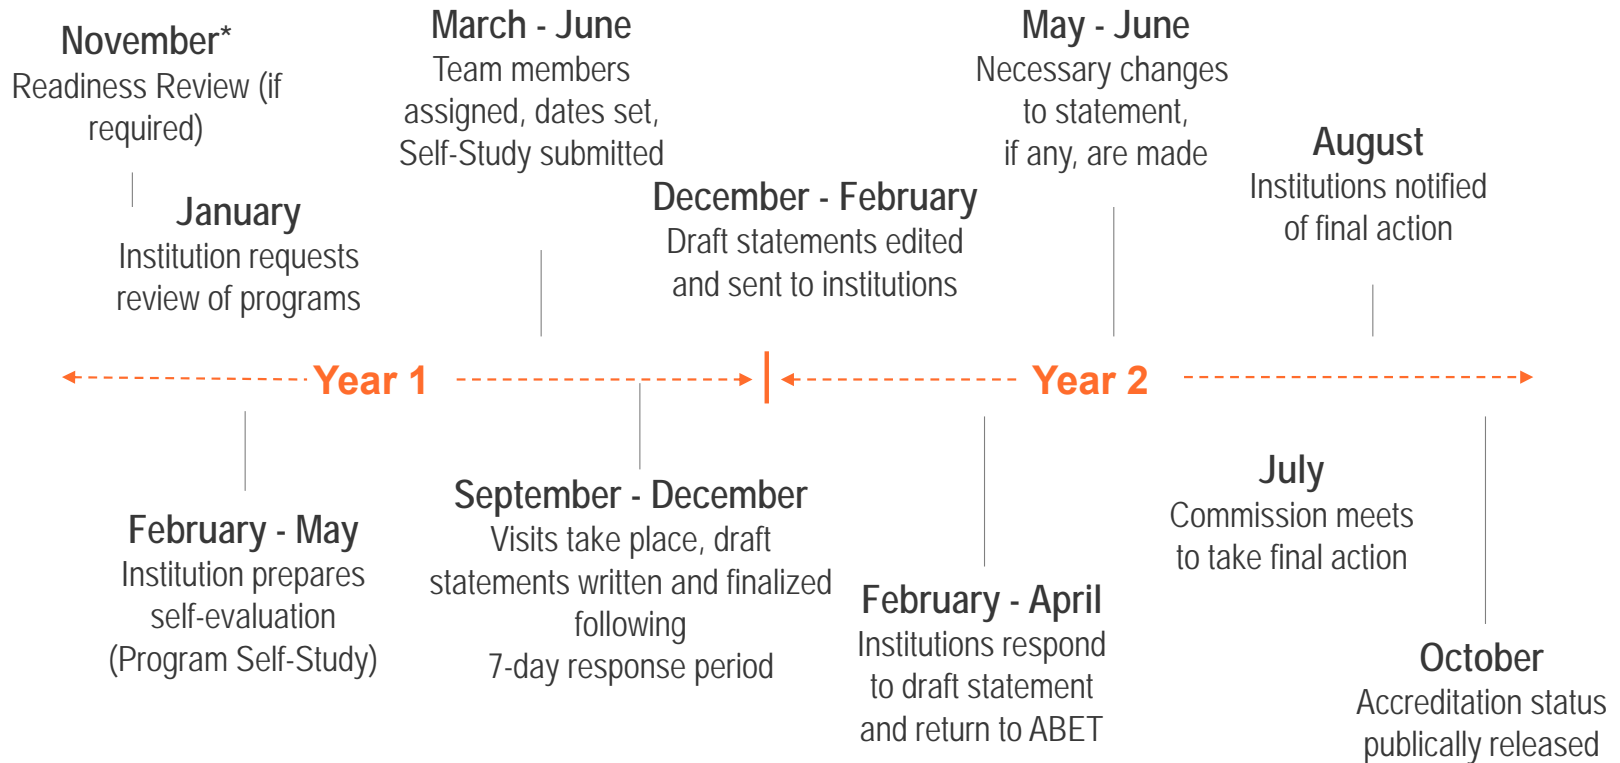 November*
Readiness Review (if
required)
January
Institution requests
review of programs
March - June
Team members
assigned, dates set,
Self-Study submitted
December - February
Draft statements edited
and sent to institutions
May - June
Necessary changes
to statement,
if any, are made
August
Institutions notified
of final action
Year 1
Year 2
February - May
Institution prepares
self-evaluation
(Program Self-Study)
September - December
Visits take place, draft
statements written and finalized
following
7-day response period
February - April
Institutions respond
to draft statement
and return to ABET
July
Commission meets
to take final action
October
Accreditation status
publically released